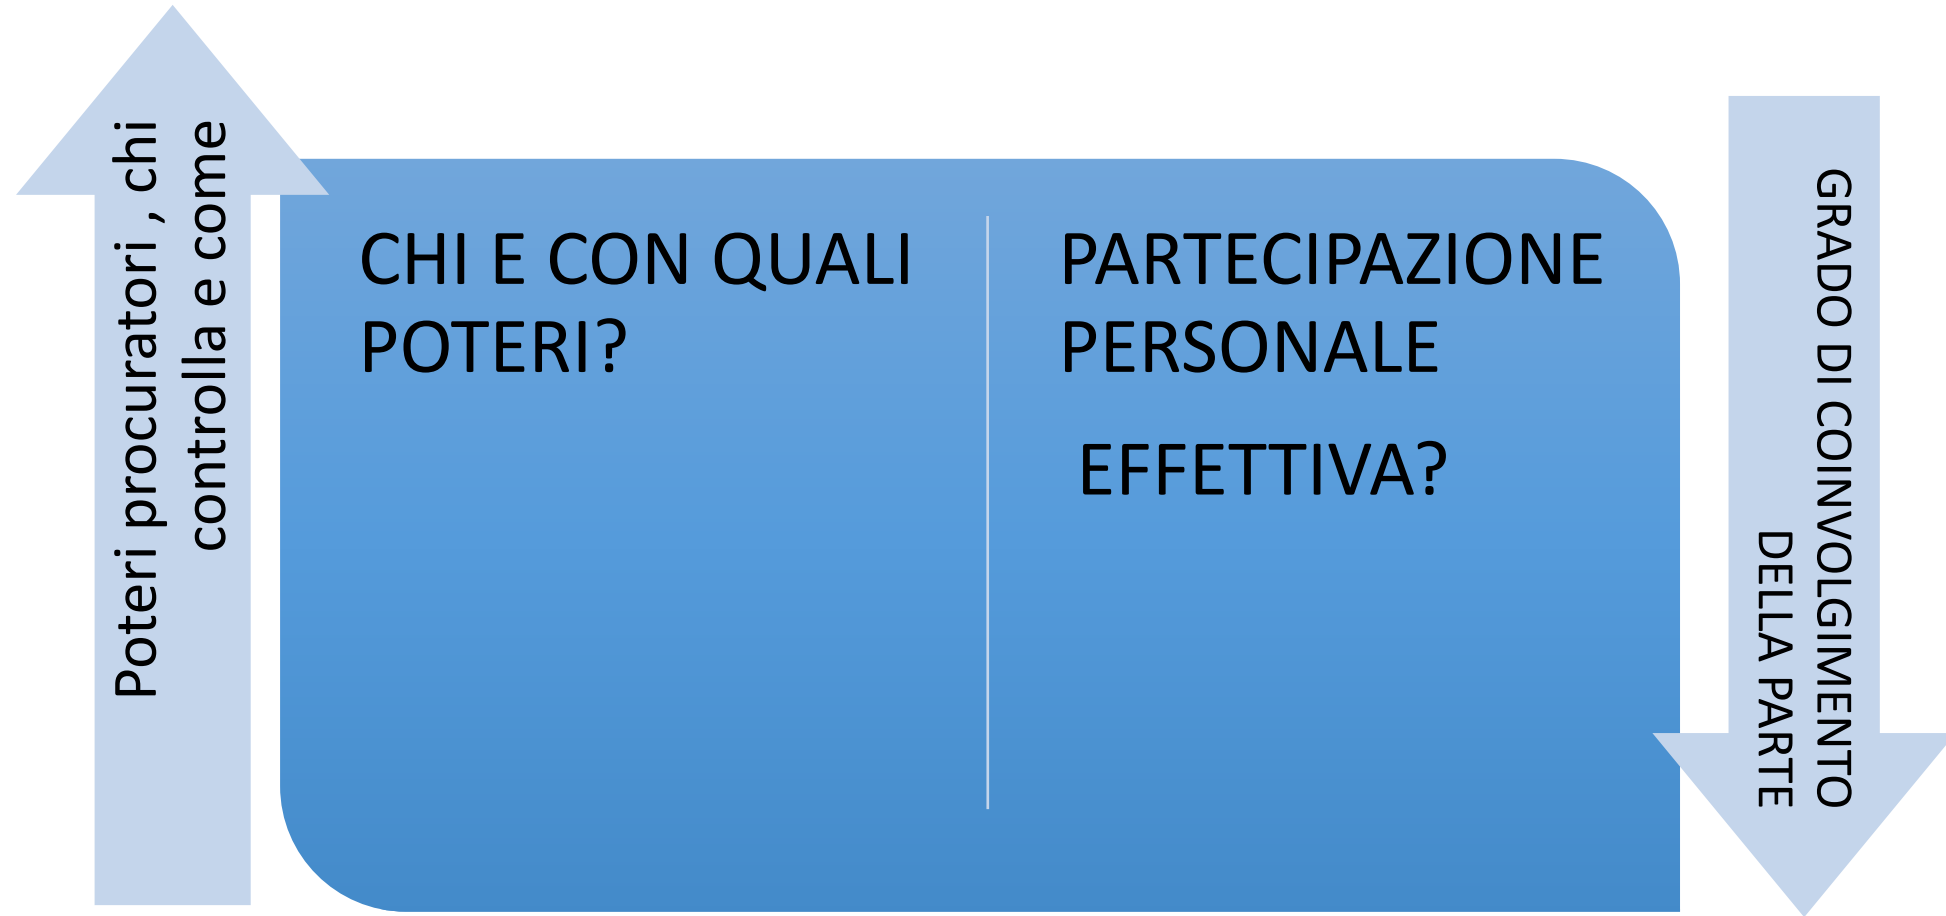 Poteri procuratori , chi
controlla e come
CHI E CON QUALI
POTERI?
PARTECIPAZIONE
PERSONALE
EFFETTIVA?
GRADO DI COINVOLGIMENTO
DELLA PARTE